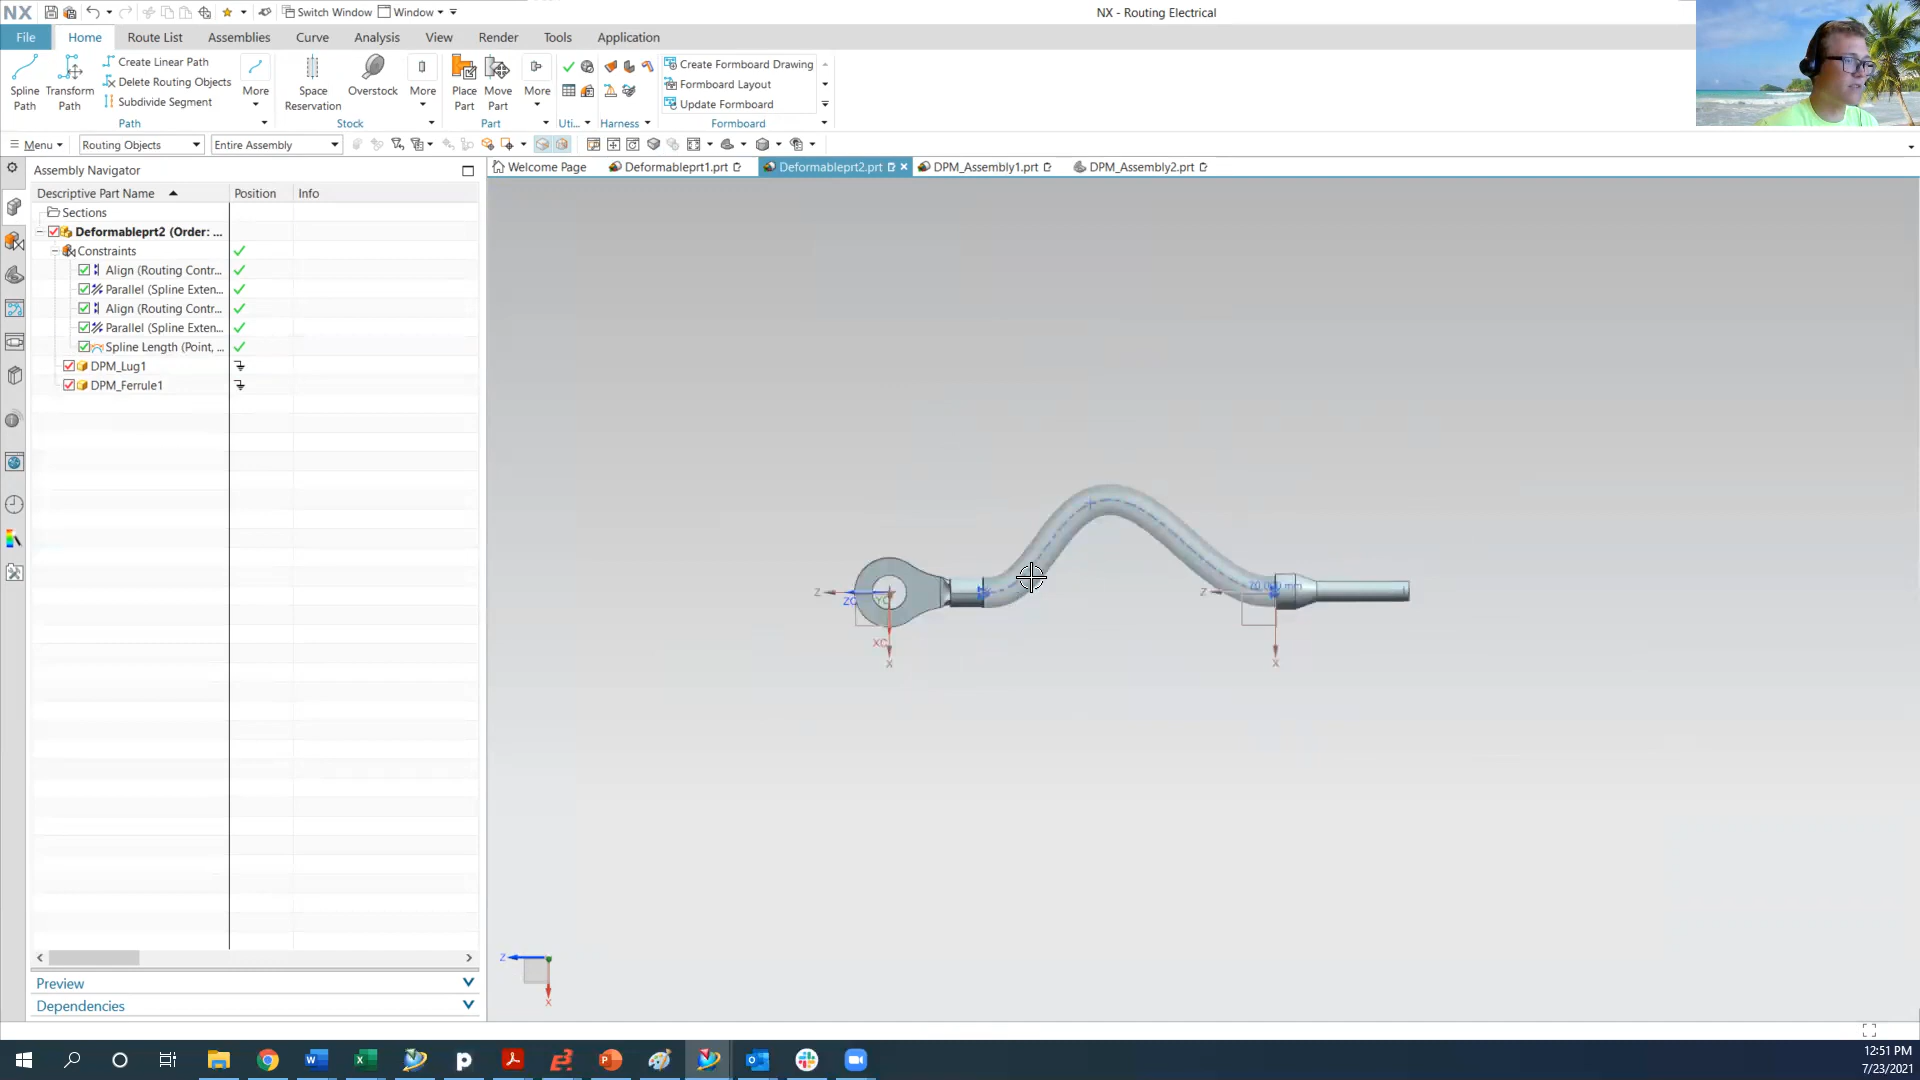 NX
Switch Window
Window
NX - Routing Electrical
File
Home
Route List
Assemblies
Curve
Analysis
View
Render
Tools
Application
Spline Path
Transform Path
Create Linear Path
Delete Routing Objects
Subdivide Segment
More
Path
Space Reservation
Overstock
More
Stock
Place Part
Move Part
More
Part
Uti...
Harness
Create Formboard Drawing
Formboard Layout
Update Formboard
Formboard
Menu
Routing Objects
Entire Assembly
Assembly Navigator
Welcome Page
Deformableprt1.prt
Deformableprt2.prt
DPM_Assembly1.prt
DPM_Assembly2.prt
Descriptive Part Name
Position
Info
Sections
Deformableprt2 (Order: ...
Constraints
Align (Routing Contr...
Parallel (Spline Exten...
Align (Routing Contr...
Parallel (Spline Exten...
Spline Length (Point, ...
DPM_Lug1
DPM_Ferrule1
Z
ZC
YC
XC
X
Z
X
Z
X
Preview
Dependencies
12:51 PM
7/23/2021